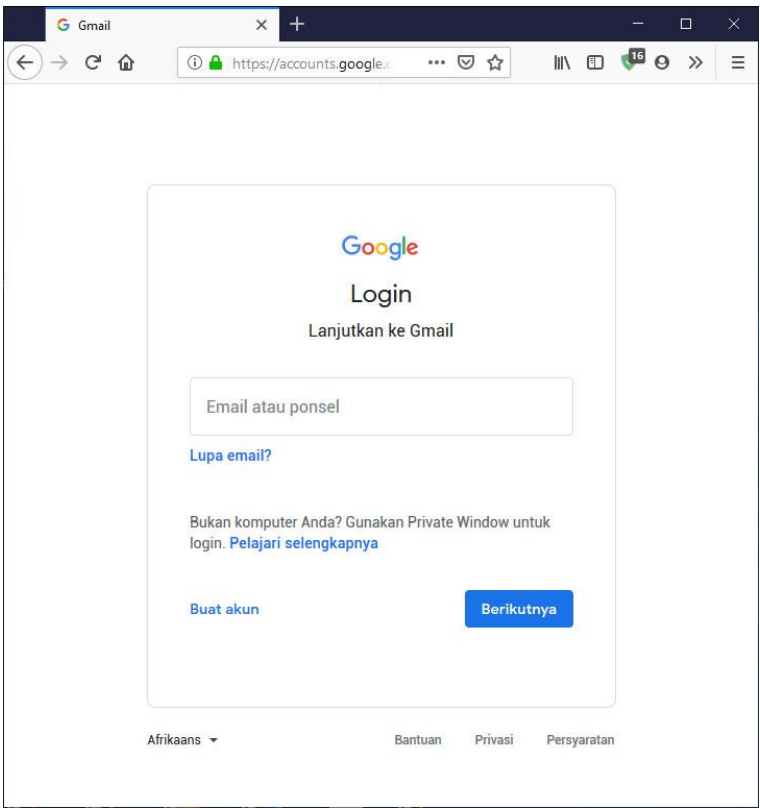 Gmail
https://accounts.google.
16
Google
Login
Lanjutkan ke Gmail
Email atau ponsel
Lupa email?
Bukan komputer Anda? Gunakan Private Window untuk
login. Pelajari selengkapnya
Buat akun
Berikutnya
Afrikaans
Bantuan
Privasi
Persyaratan